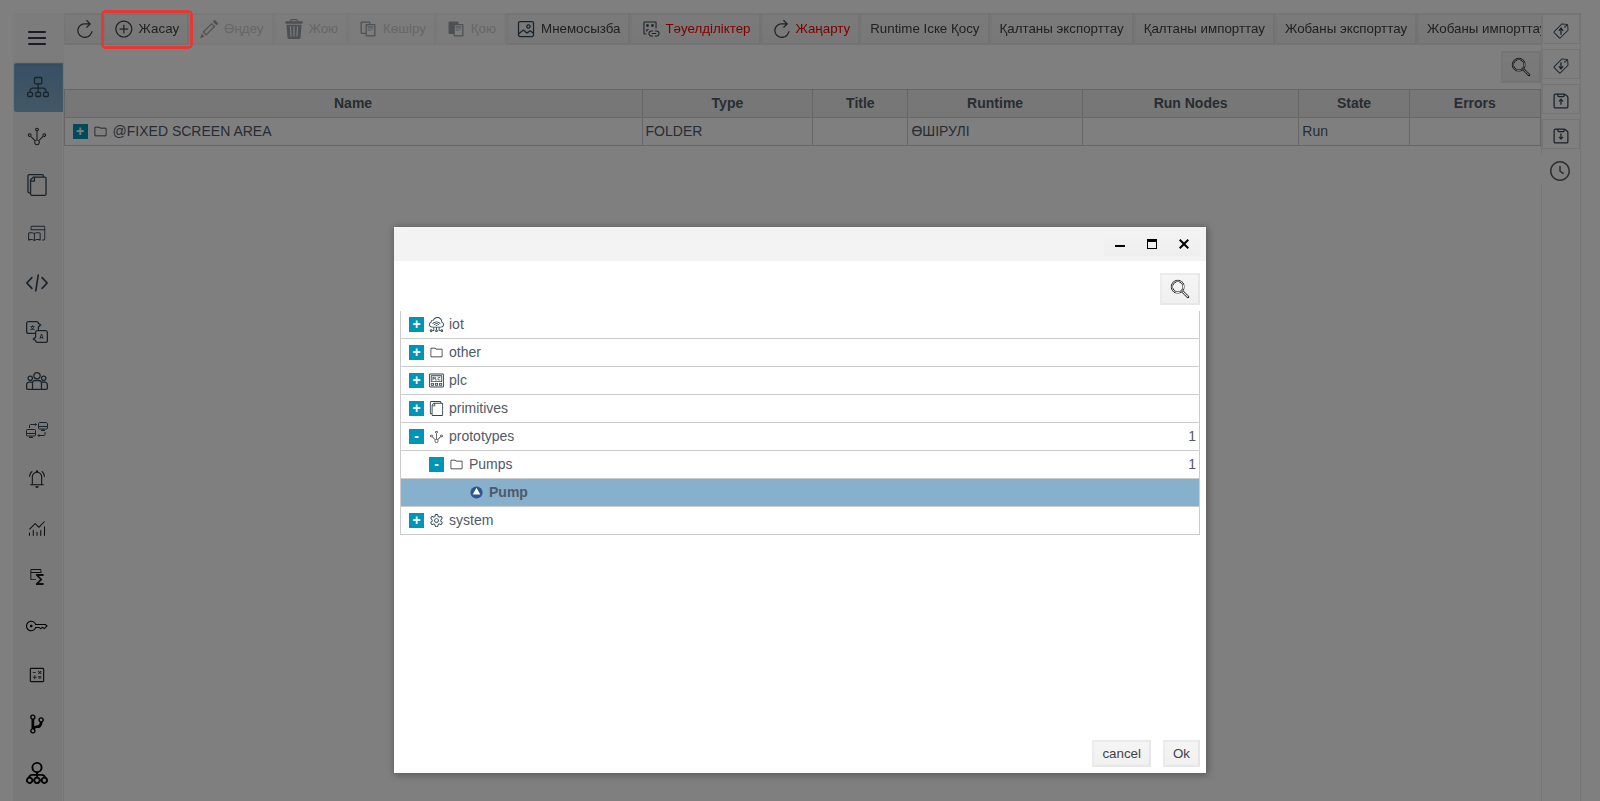 Жасау Өңдеу Жою Көшіру Қою Мнемосызба Тәуелділіктер Жаңарту Runtime Іске Қосу Қалтаны экспорттау Қалтаны импорттау Жобаны экспорттау Жобаны импортта
Name Type Title Runtime Run Nodes State Errors
@FIXED SCREEN AREA FOLDER ӨШІРУЛІ Run
iot
other
plc
primitives
prototypes 1
Pumps 1
Pump
system
cancel Ok